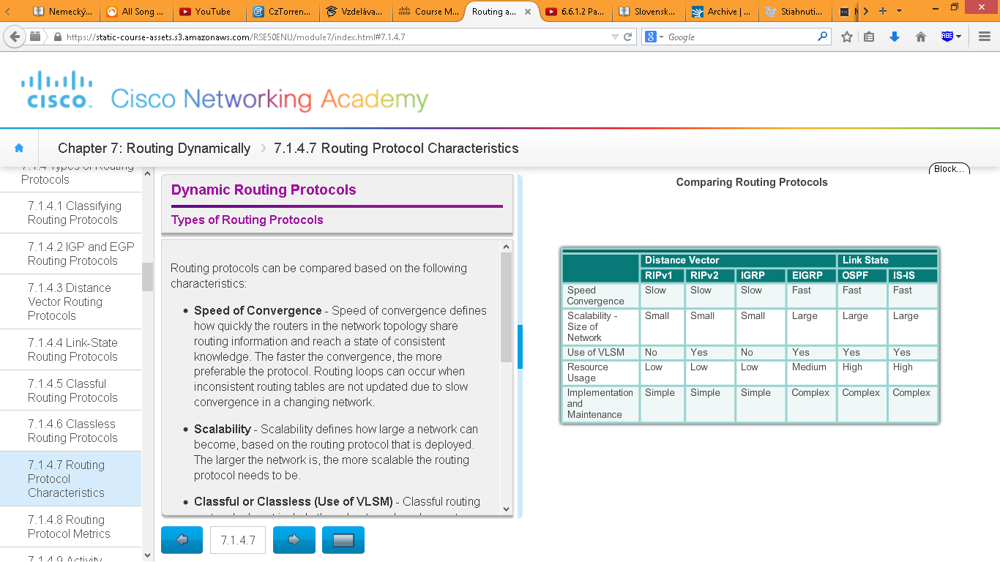 Nemecký...
All Song ...
YouTube
CzTorren...
Vzdeláva...
Course M...
Routing a...
6.6.1.2 Pa...
Slovensk...
Archive | ...
Stiahnuti...
https://static-course-assets.s3.amazonaws.com/RSE50ENU/module7/index.html#7.1.4.7
Google
ABE
CISCO
Cisco Networking Academy
Chapter 7: Routing Dynamically
7.1.4.7 Routing Protocol Characteristics
Block...
7.1.4 Types of Routing
Protocols
7.1.4.1 Classifying
Routing Protocols
7.1.4.2 IGP and EGP
Routing Protocols
7.1.4.3 Distance
Vector Routing
Protocols
7.1.4.4 Link-State
Routing Protocols
7.1.4.5 Classful
Routing Protocols
7.1.4.6 Classless
Routing Protocols
7.1.4.7 Routing
Protocol
Characteristics
7.1.4.8 Routing
Protocol Metrics
7.1.4.9 Activity
Dynamic Routing Protocols
Types of Routing Protocols
Routing protocols can be compared based on the following
characteristics:
• Speed of Convergence - Speed of convergence defines
how quickly the routers in the network topology share
routing information and reach a state of consistent
knowledge. The faster the convergence, the more
preferable the protocol. Routing loops can occur when
inconsistent routing tables are not updated due to slow
convergence in a changing network.
• Scalability - Scalability defines how large a network can
become, based on the routing protocol that is deployed.
The larger the network is, the more scalable the routing
protocol needs to be.
• Classful or Classless (Use of VLSM) - Classful routing
7.1.4.7
Comparing Routing Protocols
Distance Vector Link State
RIPv1 RIPv2 IGRP EIGRP OSPF IS-IS
Speed Convergence Slow Slow Slow Fast Fast Fast
Scalability - Size of Network Small Small Small Large Large Large
Use of VLSM No Yes No Yes Yes Yes
Resource Usage Low Low Low Medium High High
Implementation and Maintenance Simple Simple Simple Complex Complex Complex